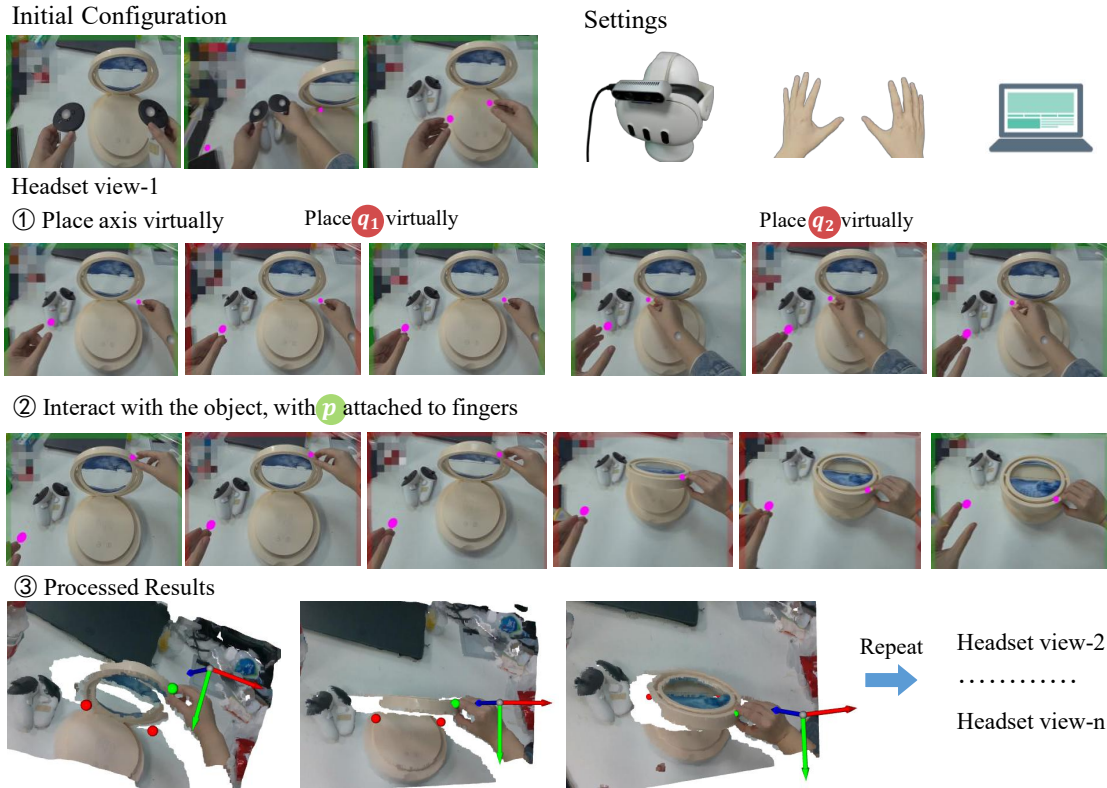 Initial Configuration
Settings
Headset view-1
① Place axis virtually
Place q₁ virtually
Place q₂ virtually
② Interact with the object, with p attached to fingers
③ Processed Results
Repeat
Headset view-2
............
Headset view-n